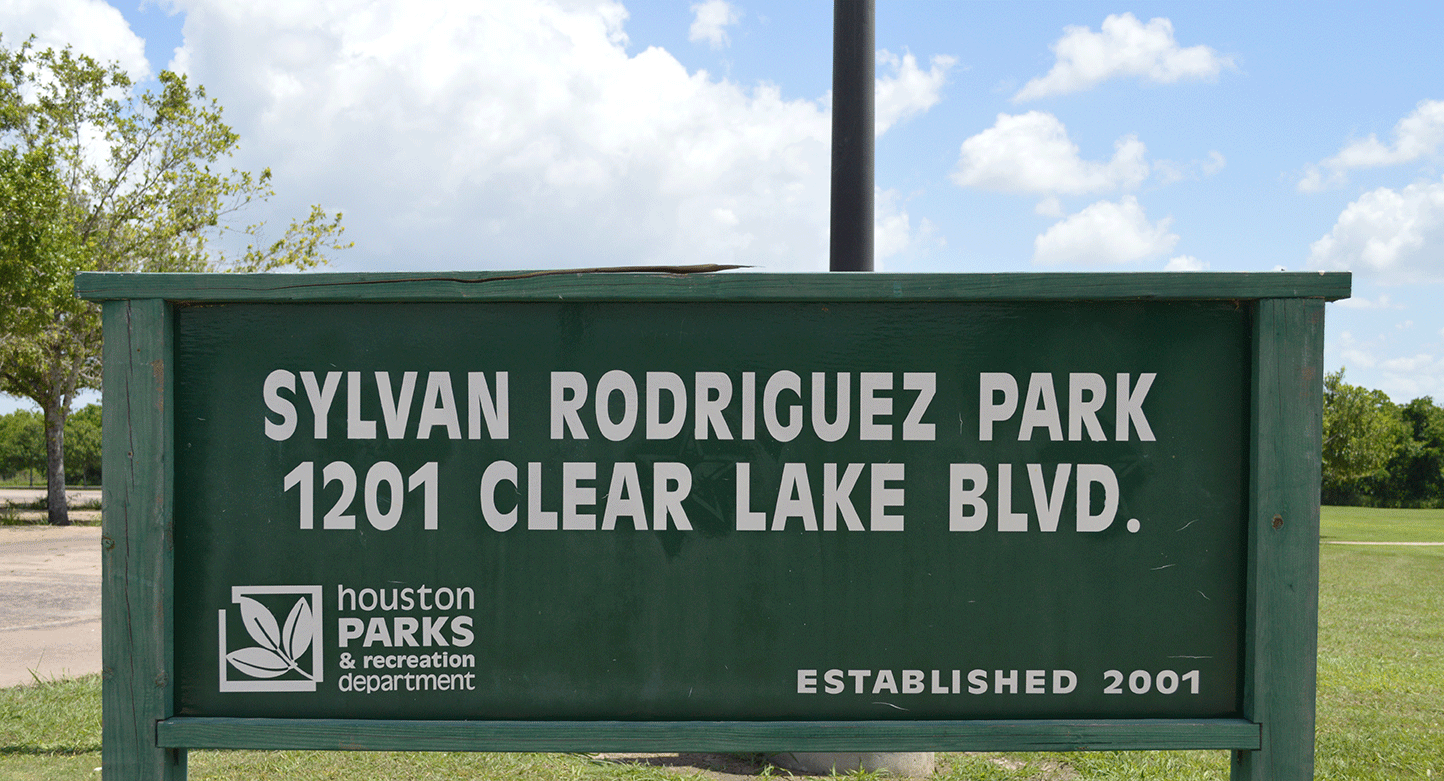 SYLVAN RODRIGUEZ PARK
1201 CLEAR LAKE BLVD.
houston
PARKS
& recreation
department
ESTABLISHED 2001